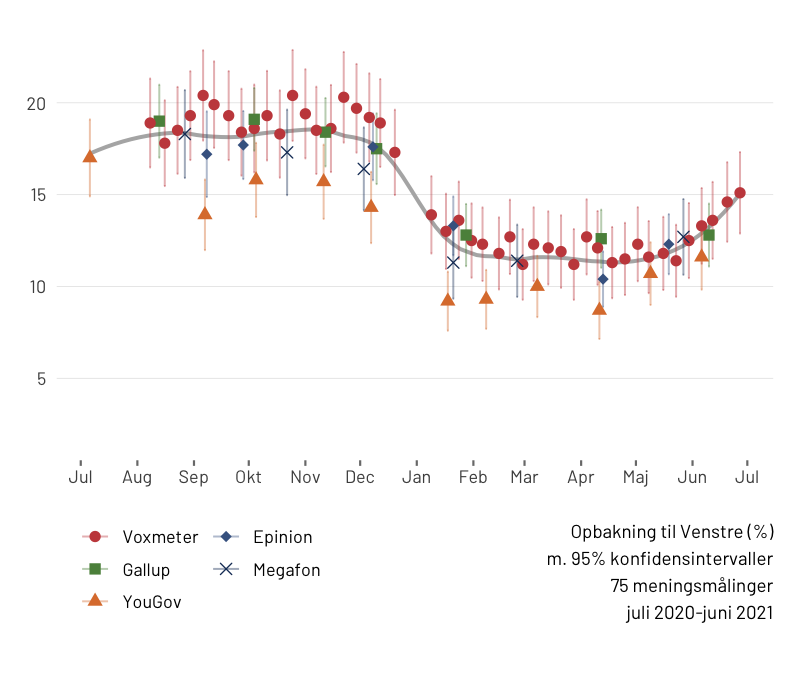 20
15
10
5
Jul Aug Sep Okt Nov Dec Jan Feb Mar Apr Maj Jun Jul
Voxmeter Epinion
Gallup Megafon
YouGov
Opbakning til Venstre (%)
m. 95% konfidensintervaller
75 meningsmålinger
juli 2020-juni 2021